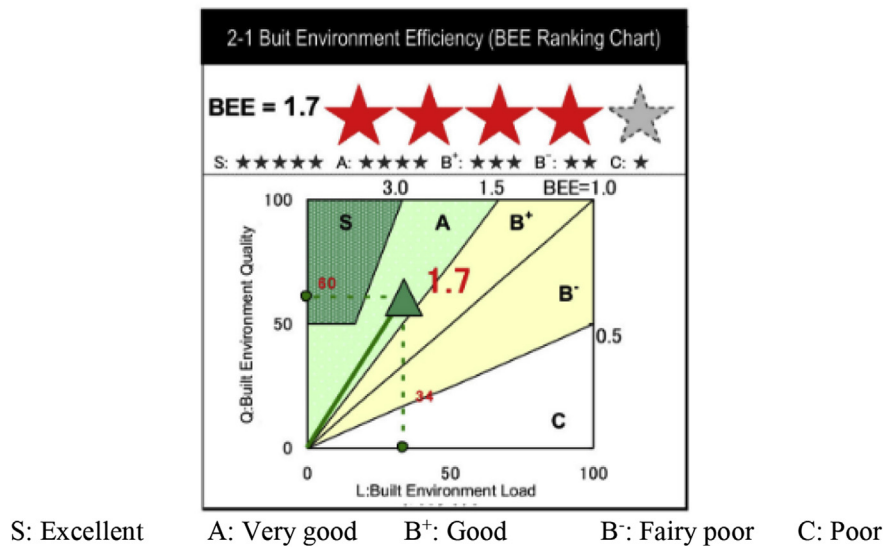 2-1 Buit Environment Efficiency (BEE Ranking Chart)
BEE = 1.7
S: ★★★★★ A: ★★★★ B⁺: ★★★ B⁻: ★★ C: ★
3.0 1.5 BEE=1.0
100
S A B⁺
60
1.7
B⁻
50
0.5
34
C
0
0 50 100
Q:Built Environment Quality
L:Built Environment Load
S: Excellent A: Very good B⁺: Good B⁻: Fairy poor C: Poor